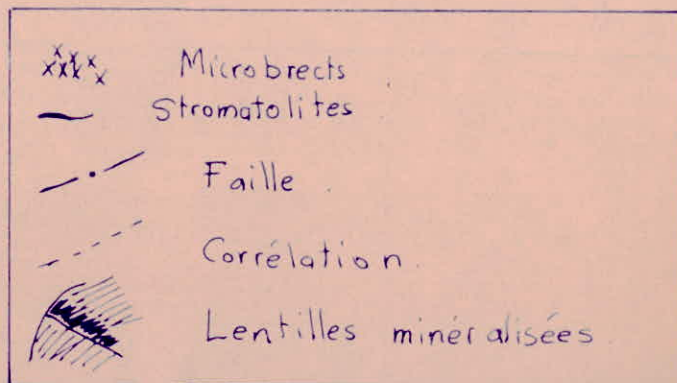 Microbrects
Stromatolites
Faille
Corrélation
Lentilles minéralisées